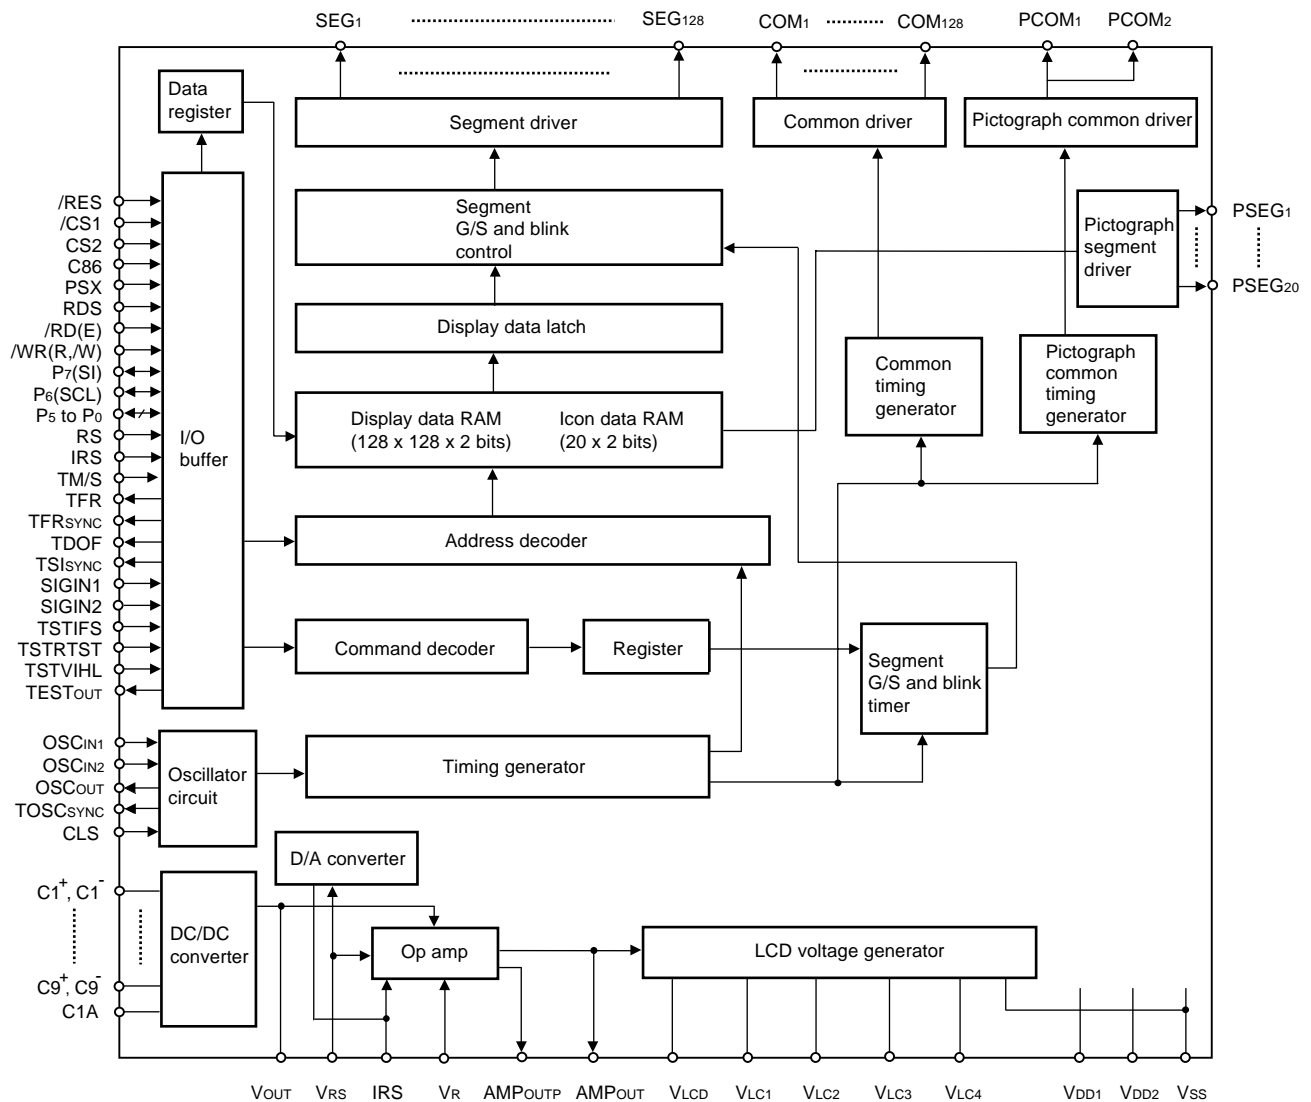 SEG1
SEG128
COM1
COM128
PCOM1
PCOM2
Data
register
Segment driver
Common driver
Pictograph common driver
/RES
/CS1
CS2
C86
PSX
RDS
/RD(E)
/WR(R,/W)
P7(SI)
P6(SCL)
P5 to P0
RS
IRS
TM/S
TFR
TFRSYNC
TDOF
TSISYNC
SIGIN1
SIGIN2
TSTIFS
TSTRTST
TSTVIHL
TESTOUT
I/O
buffer
Segment
G/S and blink
control
Pictograph
segment
driver
PSEG1
PSEG20
Display data latch
Common
timing
generator
Pictograph
common
timing
generator
Display data RAM
(128 x 128 x 2 bits)
Icon data RAM
(20 x 2 bits)
Address decoder
Command decoder
Register
Segment
G/S and blink
timer
OSCIN1
OSCIN2
OSCOUT
TOSCSYNC
CLS
Oscillator
circuit
Timing generator
D/A converter
C1+, C1-
C9+, C9-
C1A
DC/DC
converter
Op amp
LCD voltage generator
VOUT
VRS
IRS
VR
AMPOUTP
AMPOUT
VLCD
VLC1
VLC2
VLC3
VLC4
VDD1
VDD2
VSS